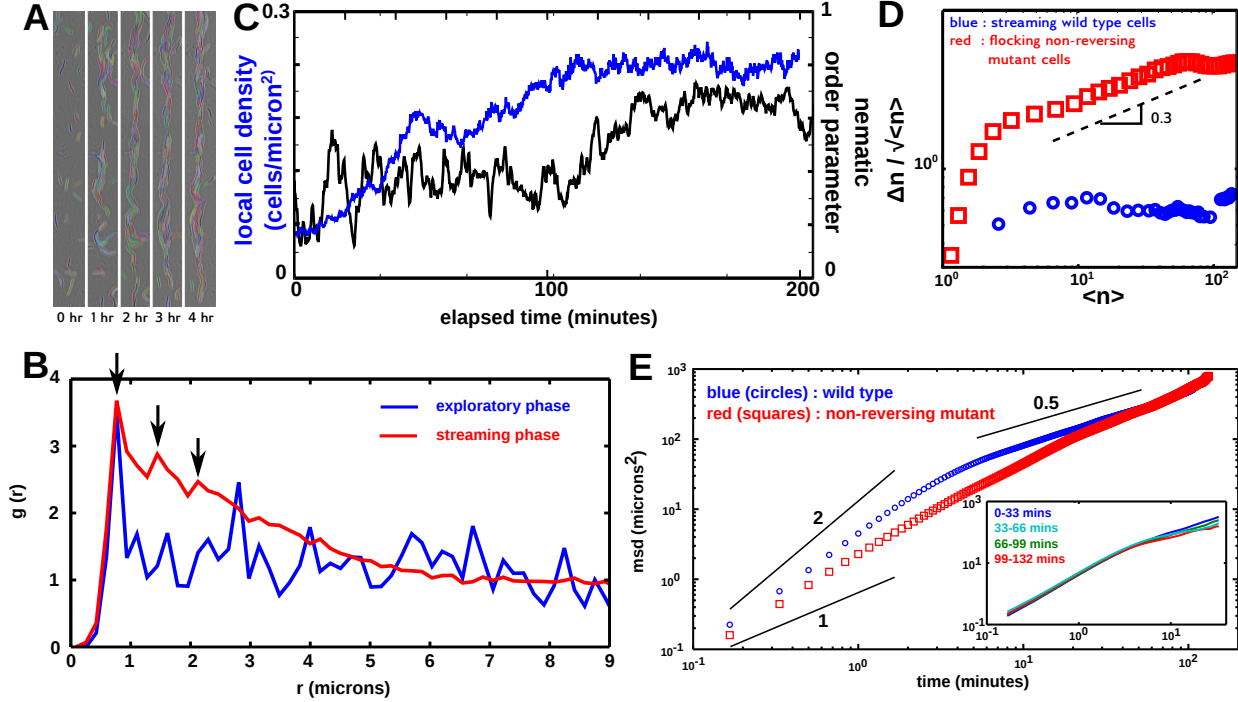 A
0 hr 1 hr 2 hr 3 hr 4 hr
B
g (r)
4
3
2
1
0
exploratory phase
streaming phase
0 1 2 3 4 5 6 7 8 9
r (microns)
C
local cell density
(cells/micron²)
0.3
0
1
0
nematic
order parameter
0 100 200
elapsed time (minutes)
D
blue : streaming wild type cells
red : flocking non-reversing
mutant cells
0.3
Δ n / √<n>
10⁰
10⁰ 10¹ 10²
<n>
E
msd (microns²)
10³
10²
10¹
10⁰
10⁻¹
blue (circles) : wild type
red (squares) : non-reversing mutant
0.5
2
1
10⁻¹ 10⁰ 10¹ 10²
time (minutes)
0-33 mins
33-66 mins
66-99 mins
99-132 mins
10³
10¹
10⁻¹
10⁻¹ 10⁰ 10¹